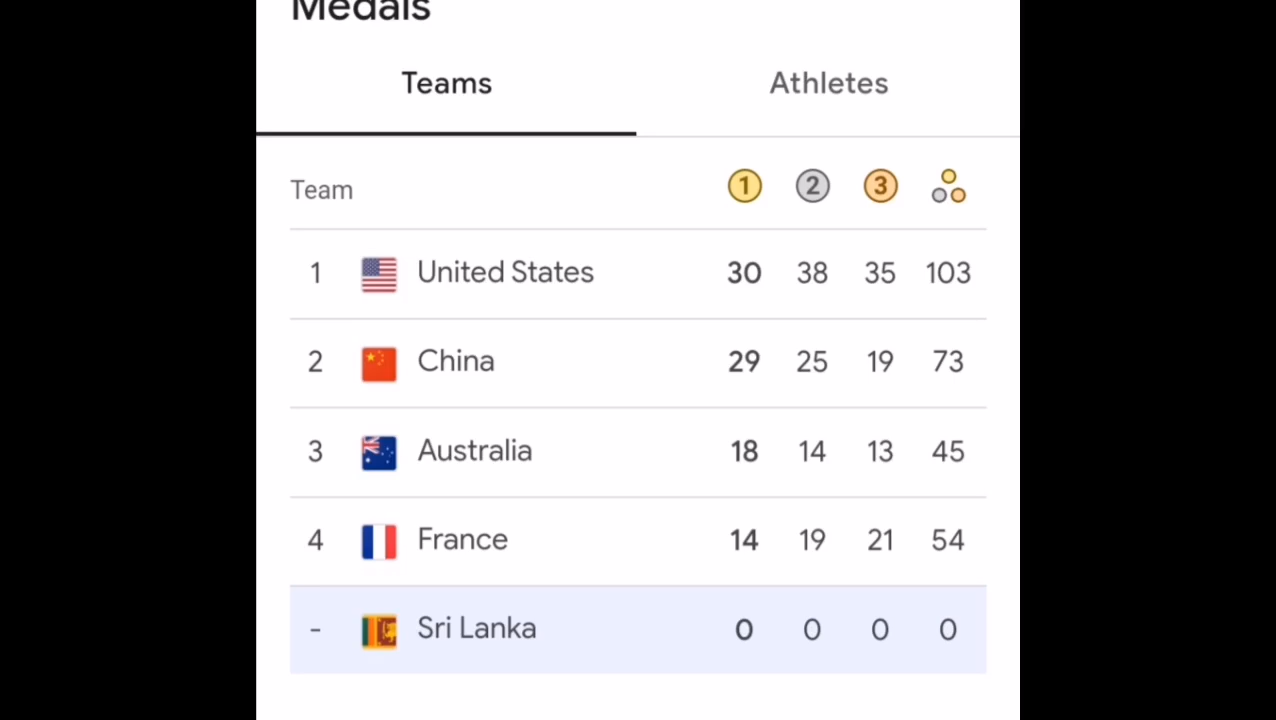 Medals
Teams Athletes
Team 1 2 3
1 United States 30 38 35 103
2 China 29 25 19 73
3 Australia 18 14 13 45
4 France 14 19 21 54
- Sri Lanka 0 0 0 0